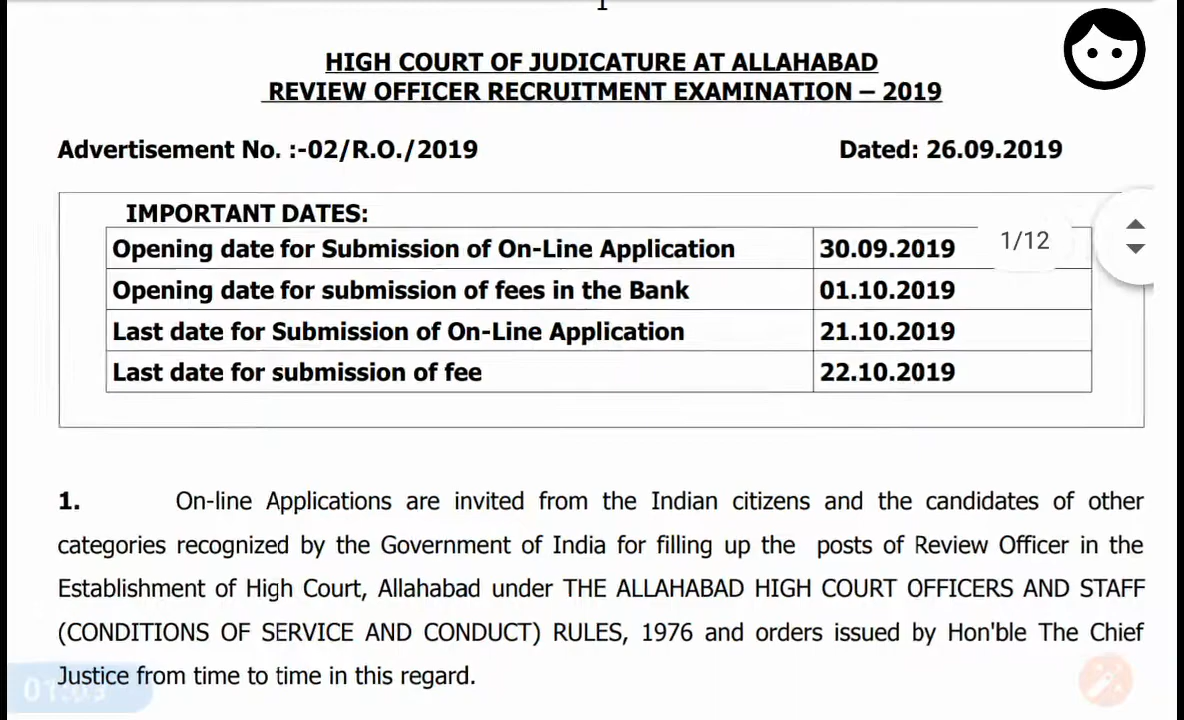 1
HIGH COURT OF JUDICATURE AT ALLAHABAD
REVIEW OFFICER RECRUITMENT EXAMINATION – 2019
Advertisement No. :-02/R.O./2019 Dated: 26.09.2019
IMPORTANT DATES:
Opening date for Submission of On-Line Application 30.09.2019
1/12
Opening date for submission of fees in the Bank 01.10.2019
Last date for Submission of On-Line Application 21.10.2019
Last date for submission of fee 22.10.2019
1. On-line Applications are invited from the Indian citizens and the candidates of other
categories recognized by the Government of India for filling up the posts of Review Officer in the
Establishment of High Court, Allahabad under THE ALLAHABAD HIGH COURT OFFICERS AND STAFF
(CONDITIONS OF SERVICE AND CONDUCT) RULES, 1976 and orders issued by Hon'ble The Chief
Justice from time to time in this regard.